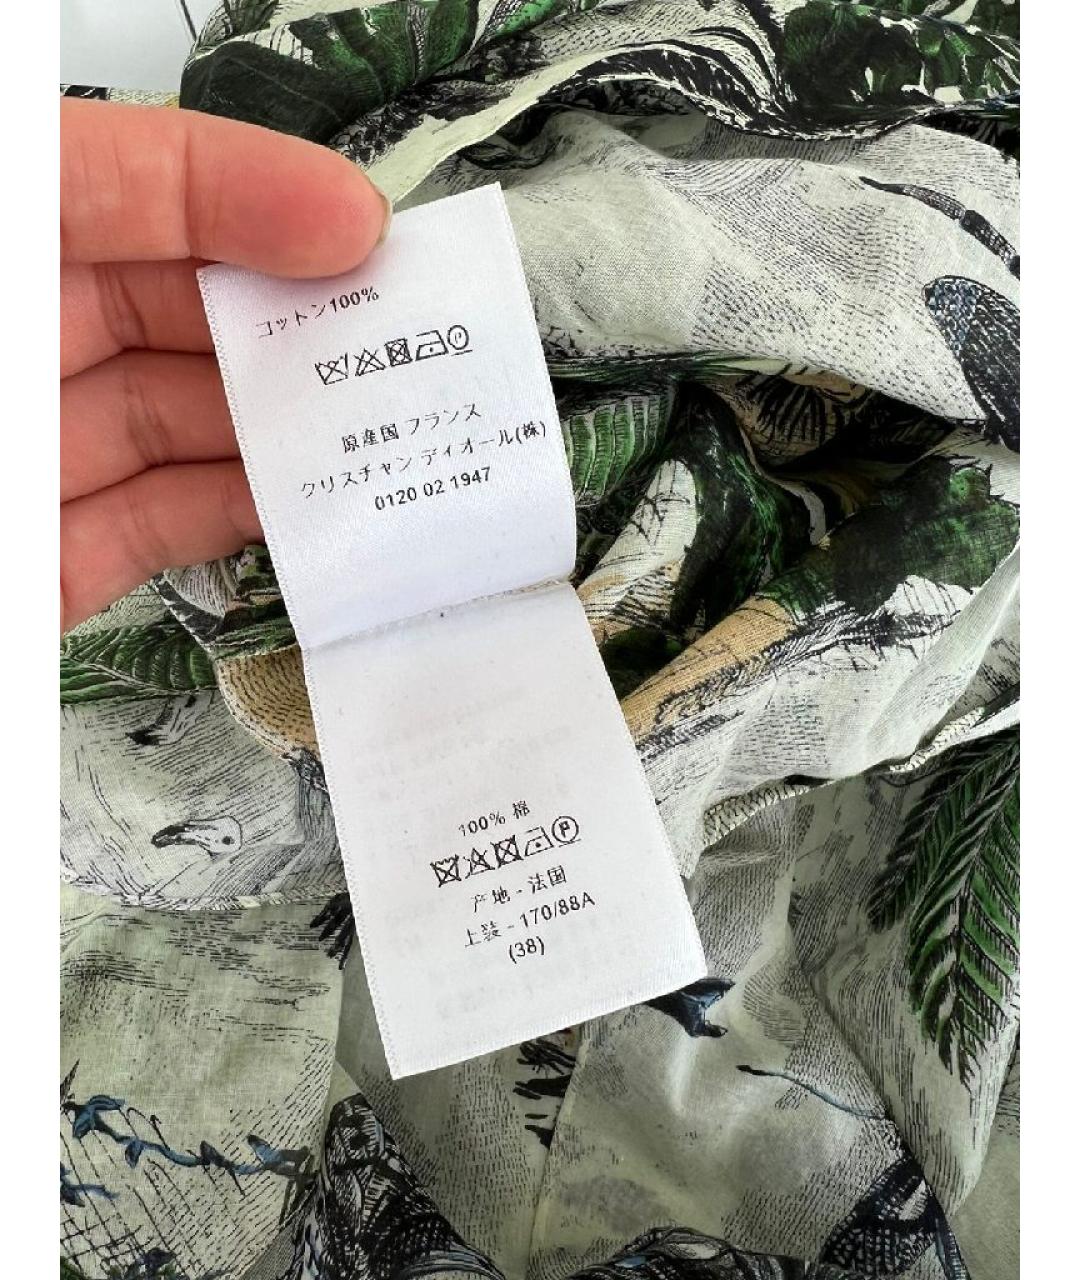 コットン100%
原産国 フランス
クリスチャン ディオール(株)
0120 02 1947
100% 棉
P
产地 - 法国
上装 - 170/88A
(38)